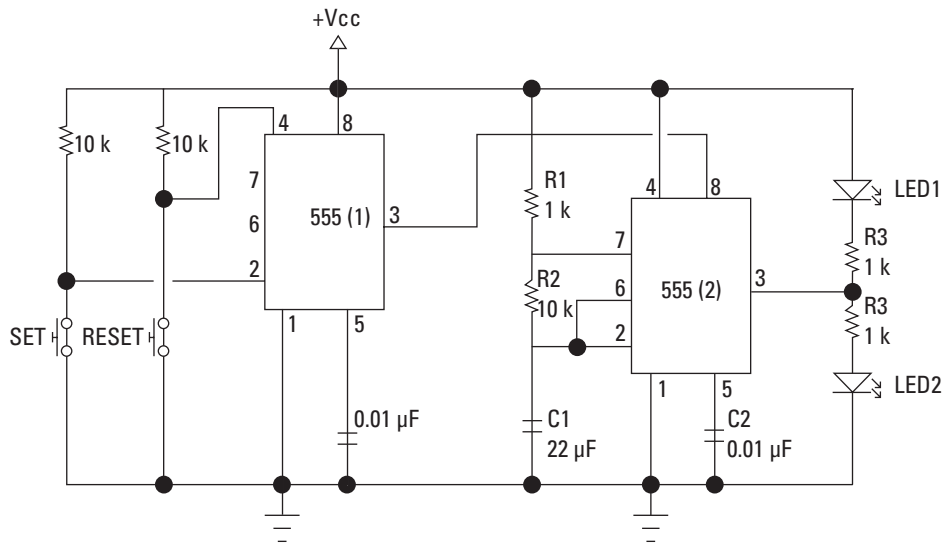 +Vcc
10 k
10 k
4
8
7
6
2
555 (1)
3
1
5
SET
RESET
0.01 µF
R1
1 k
R2
10 k
C1
22 µF
4
8
7
6
2
555 (2)
3
1
5
C2
0.01 µF
LED1
R3
1 k
R3
1 k
LED2